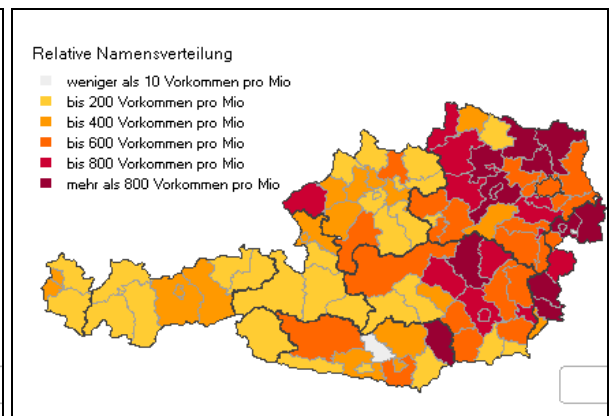 Relative Namensverteilung
weniger als 10 Vorkommen pro Mio
bis 200 Vorkommen pro Mio
bis 400 Vorkommen pro Mio
bis 600 Vorkommen pro Mio
bis 800 Vorkommen pro Mio
mehr als 800 Vorkommen pro Mio